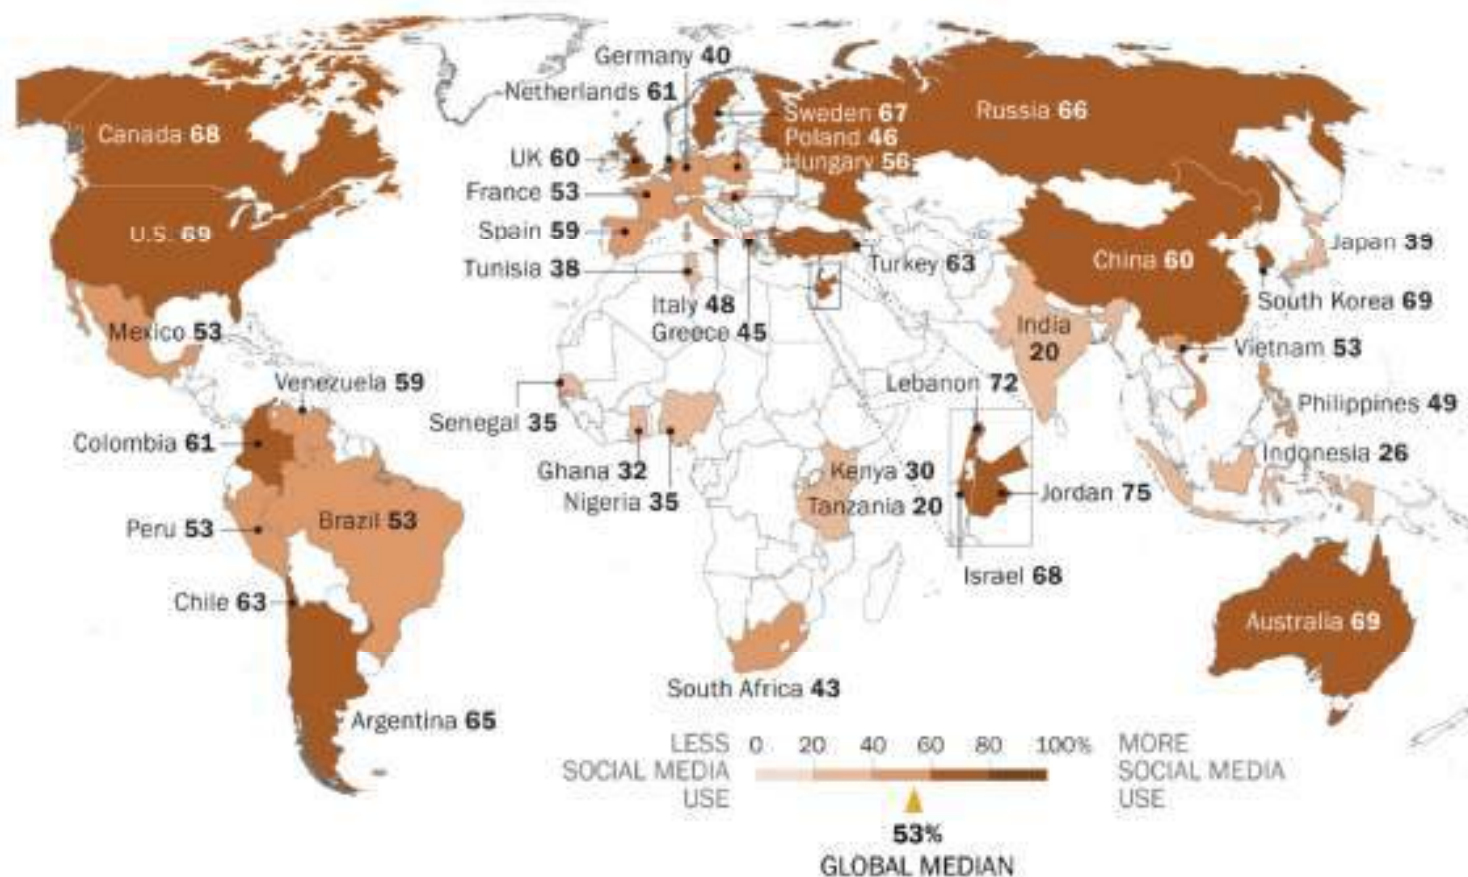 Germany 40
Netherlands 61
Sweden 67
Poland 46
Hungary 56
Russia 66
Canada 68
UK 60
France 53
Spain 59
Tunisia 38
U.S. 69
Italy 48
Greece 45
Turkey 63
China 60
Japan 39
South Korea 69
Mexico 53
India
20
Vietnam 53
Venezuela 59
Lebanon 72
Philippines 49
Senegal 35
Colombia 61
Ghana 32
Nigeria 35
Kenya 30
Tanzania 20
Indonesia 26
Jordan 75
Peru 53
Brazil 53
Israel 68
Chile 63
Australia 69
South Africa 43
Argentina 65
LESS
SOCIAL MEDIA
USE
0 20 40 60 80 100%
MORE
SOCIAL MEDIA
USE
53%
GLOBAL MEDIAN